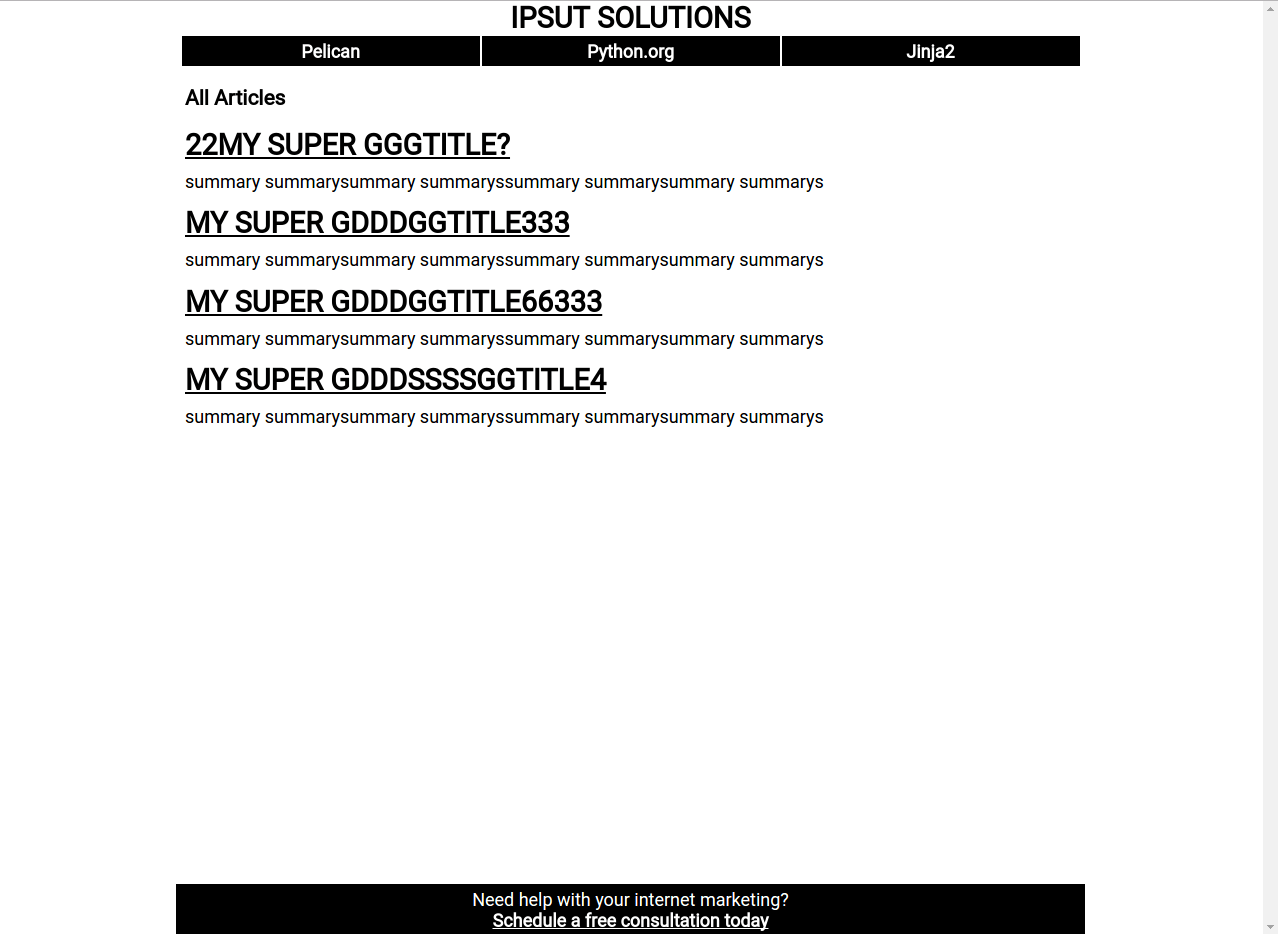 IPSUT SOLUTIONS
Pelican Python.org Jinja2
All Articles
22MY SUPER GGGTITLE?
summary summarysummary summaryssummary summarysummary summarys
MY SUPER GDDDGGTITLE333
summary summarysummary summaryssummary summarysummary summarys
MY SUPER GDDDGGTITLE66333
summary summarysummary summaryssummary summarysummary summarys
MY SUPER GDDDSSSSGGTITLE4
summary summarysummary summaryssummary summarysummary summarys
Need help with your internet marketing?
Schedule a free consultation today